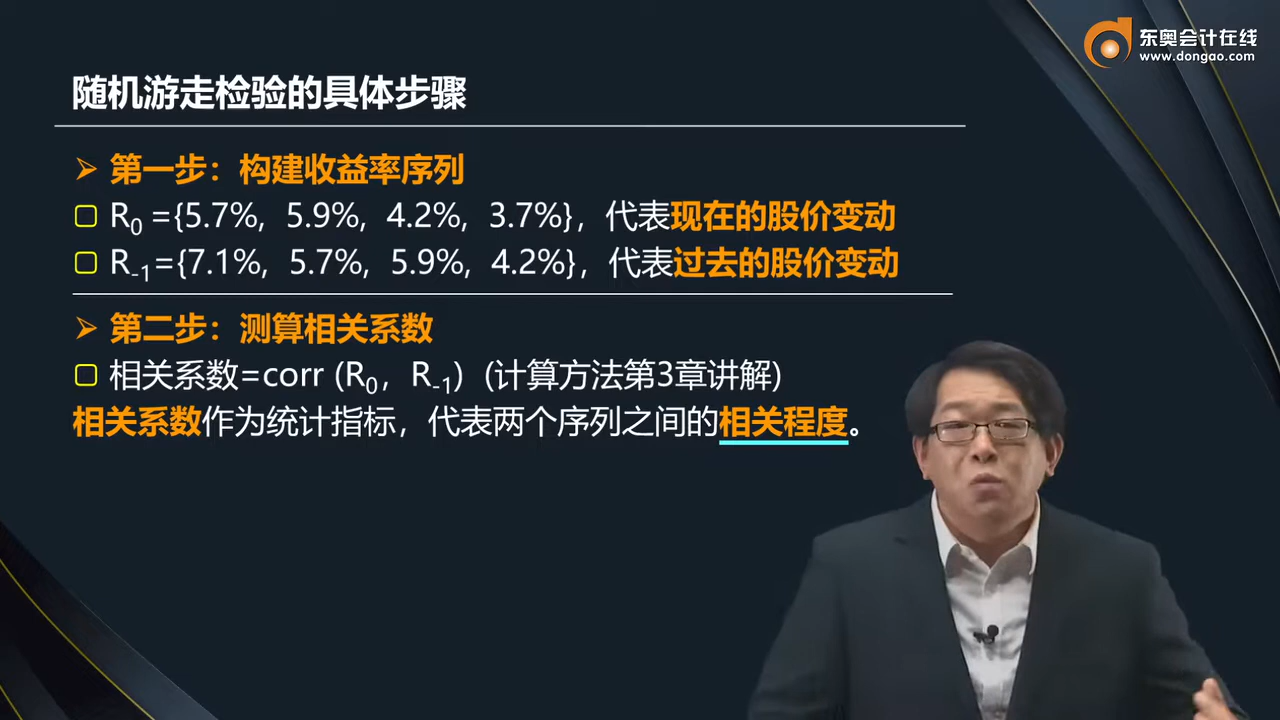 东奥会计在线
www.dongao.com
随机游走检验的具体步骤
第一步：构建收益率序列
R0 ={5.7%, 5.9%, 4.2%, 3.7%}，代表现在的股价变动
R-1={7.1%, 5.7%, 5.9%, 4.2%}，代表过去的股价变动
第二步：测算相关系数
相关系数=corr (R0，R-1)（计算方法第3章讲解)
相关系数作为统计指标，代表两个序列之间的相关程度。